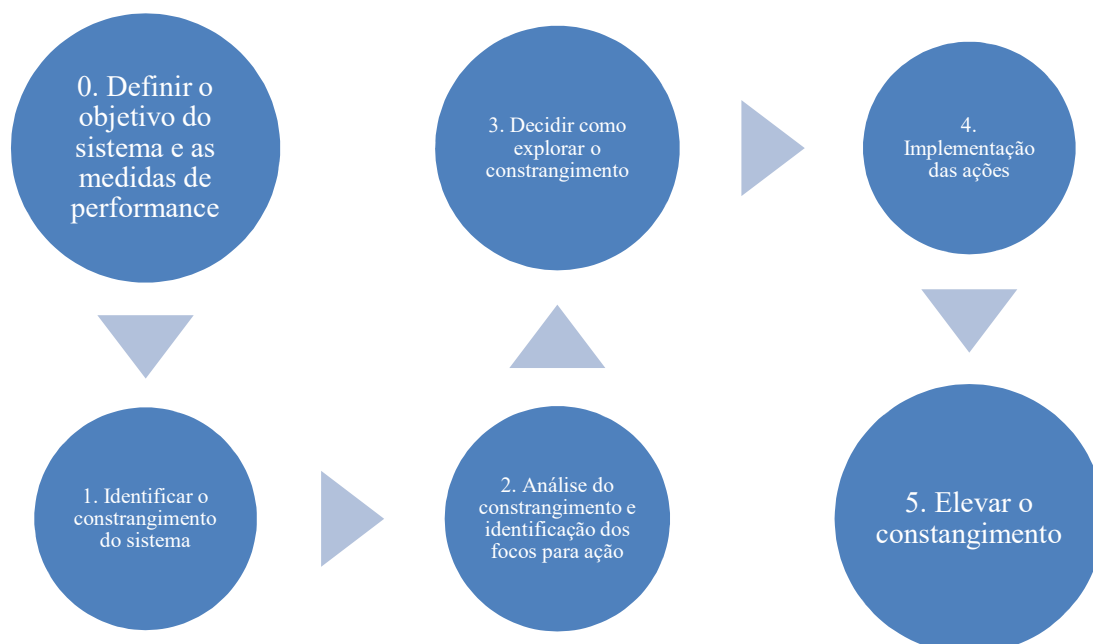 0. Definir o
objetivo do
sistema e as
medidas de
performance
1. Identificar o
constrangimento
do sistema
2. Análise do
constrangimento e
identificação dos
focos para ação
3. Decidir como
explorar o
constrangimento
4.
Implementação
das ações
5. Elevar o
constangimento